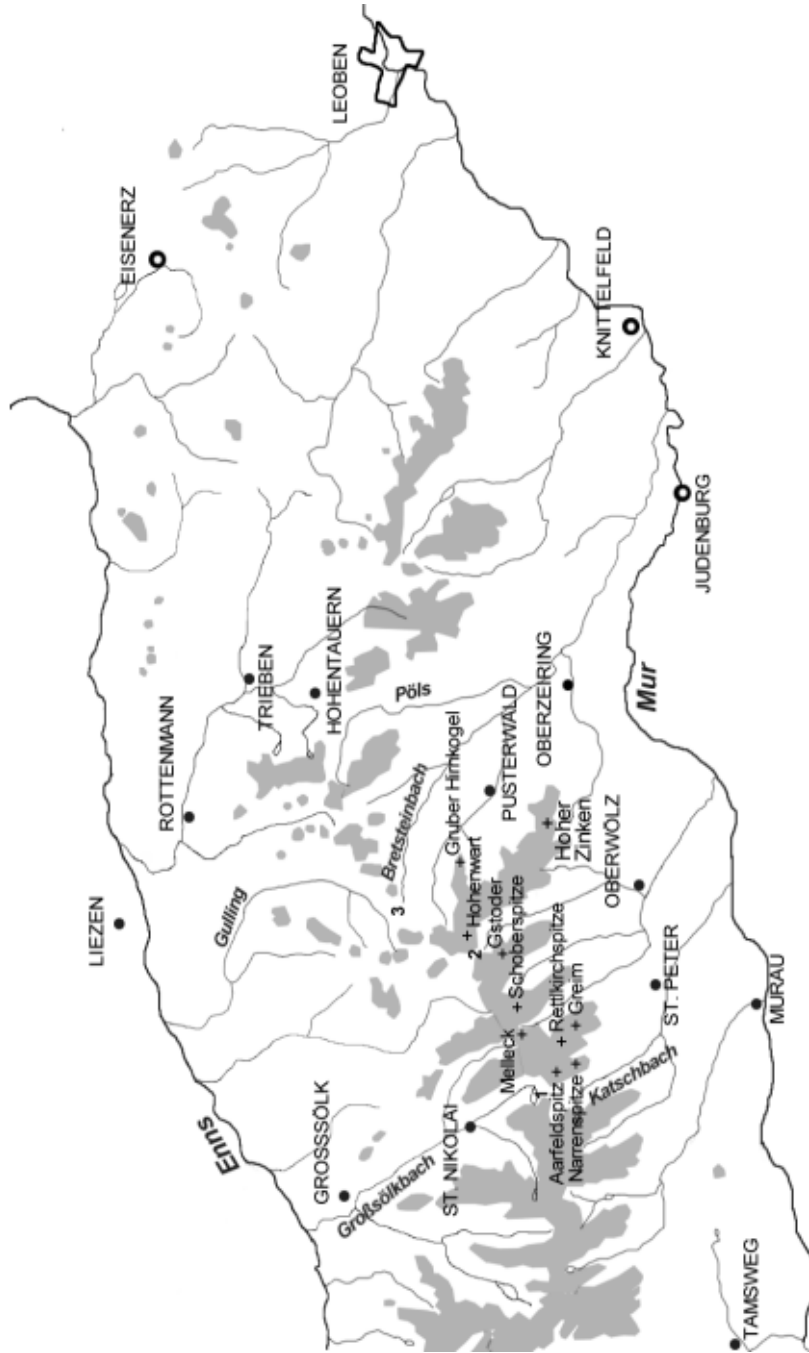 LEOBEN
EISENERZ
KNITTELFELD
JUDENBURG
LIEZEN
ROTTENMANN
TRIEBEN
HOHENTAUERN
Pöls
Bretsteinbach
Gulling
3
PUSTERWALD
OBERZEIRING
Mur
Enns
Gruber Hirnkogel
2
Hohenwart
Gstoder
Schoberspitze
Hoher
Zinken
OBERWÖLZ
Melleck
Rettlkirchspitze
Greim
1
Aarfeldspitz
Narrenspitze
Katschbach
ST. PETER
MURAU
GROSSSÖLK
Großsölkbach
ST. NIKOLAI
TAMSWEG